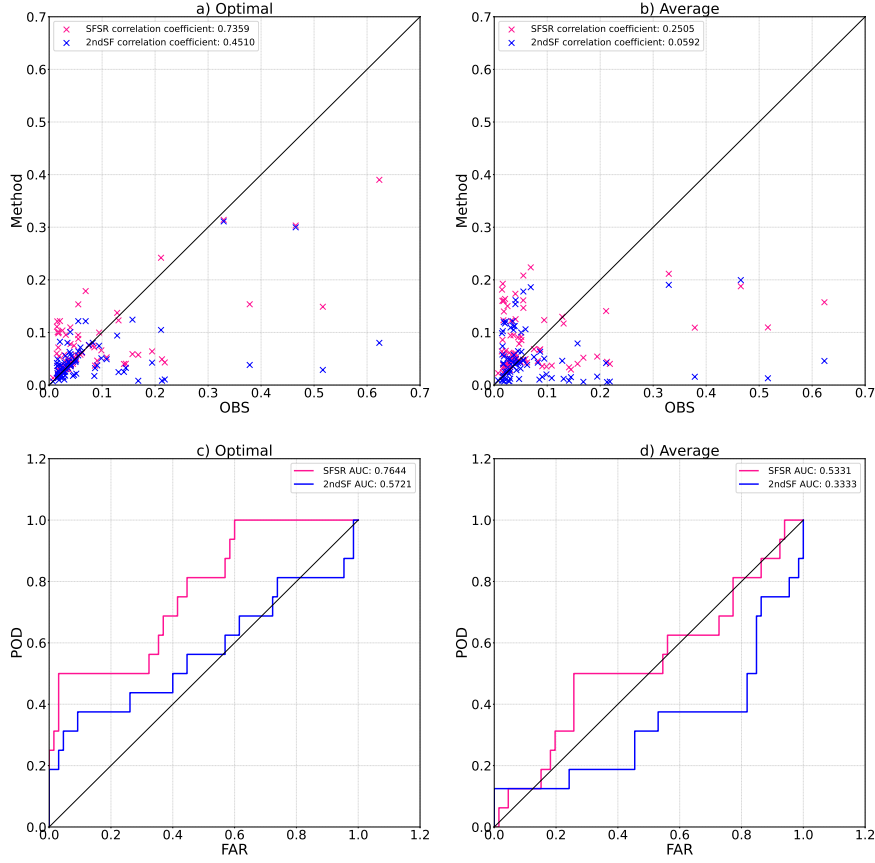 a) Optimal
SFSR correlation coefficient: 0.7359
2ndSF correlation coefficient: 0.4510
0.7
0.6
0.5
0.4
0.3
0.2
0.1
0.0
Method
0.0 0.1 0.2 0.3 0.4 0.5 0.6 0.7
OBS
b) Average
SFSR correlation coefficient: 0.2505
2ndSF correlation coefficient: 0.0592
0.7
0.6
0.5
0.4
0.3
0.2
0.1
0.0
Method
0.0 0.1 0.2 0.3 0.4 0.5 0.6 0.7
OBS
c) Optimal
SFSR AUC: 0.7644
2ndSF AUC: 0.5721
1.2
1.0
0.8
0.6
0.4
0.2
0.0
POD
0.0 0.2 0.4 0.6 0.8 1.0 1.2
FAR
d) Average
SFSR AUC: 0.5331
2ndSF AUC: 0.3333
1.2
1.0
0.8
0.6
0.4
0.2
0.0
POD
0.0 0.2 0.4 0.6 0.8 1.0 1.2
FAR